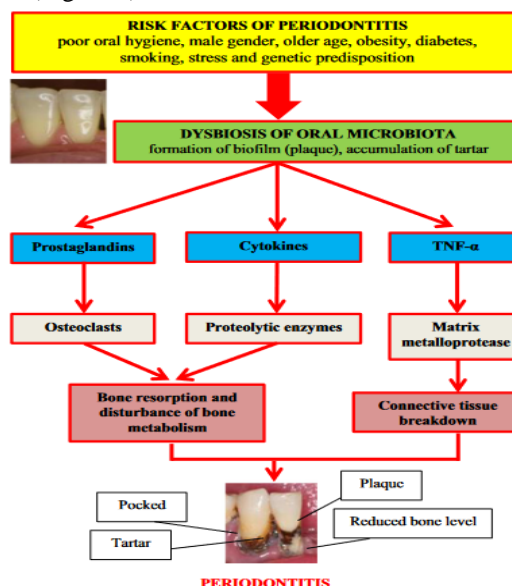 RISK FACTORS OF PERIODONTITIS
poor oral hygiene, male gender, older age, obesity, diabetes,
smoking, stress and genetic predisposition
DYSBIOSIS OF ORAL MICROBIOTA
formation of biofilm (plaque), accumulation of tartar
Prostaglandins
Cytokines
TNF-α
Osteoclasts
Proteolytic enzymes
Matrix
metalloprotease
Bone resorption and
disturbance of bone
metabolism
Connective tissue
breakdown
Pocked
Plaque
Tartar
Reduced bone level
PERIODONTITIS